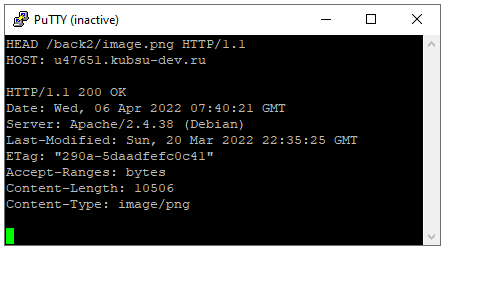 PuTTY (inactive)
HEAD /back2/image.png HTTP/1.1
HOST: u47651.kubsu-dev.ru
HTTP/1.1 200 OK
Date: Wed, 06 Apr 2022 07:40:21 GMT
Server: Apache/2.4.38 (Debian)
Last-Modified: Sun, 20 Mar 2022 22:35:25 GMT
ETag: "290a-5daadfefc0c41"
Accept-Ranges: bytes
Content-Length: 10506
Content-Type: image/png